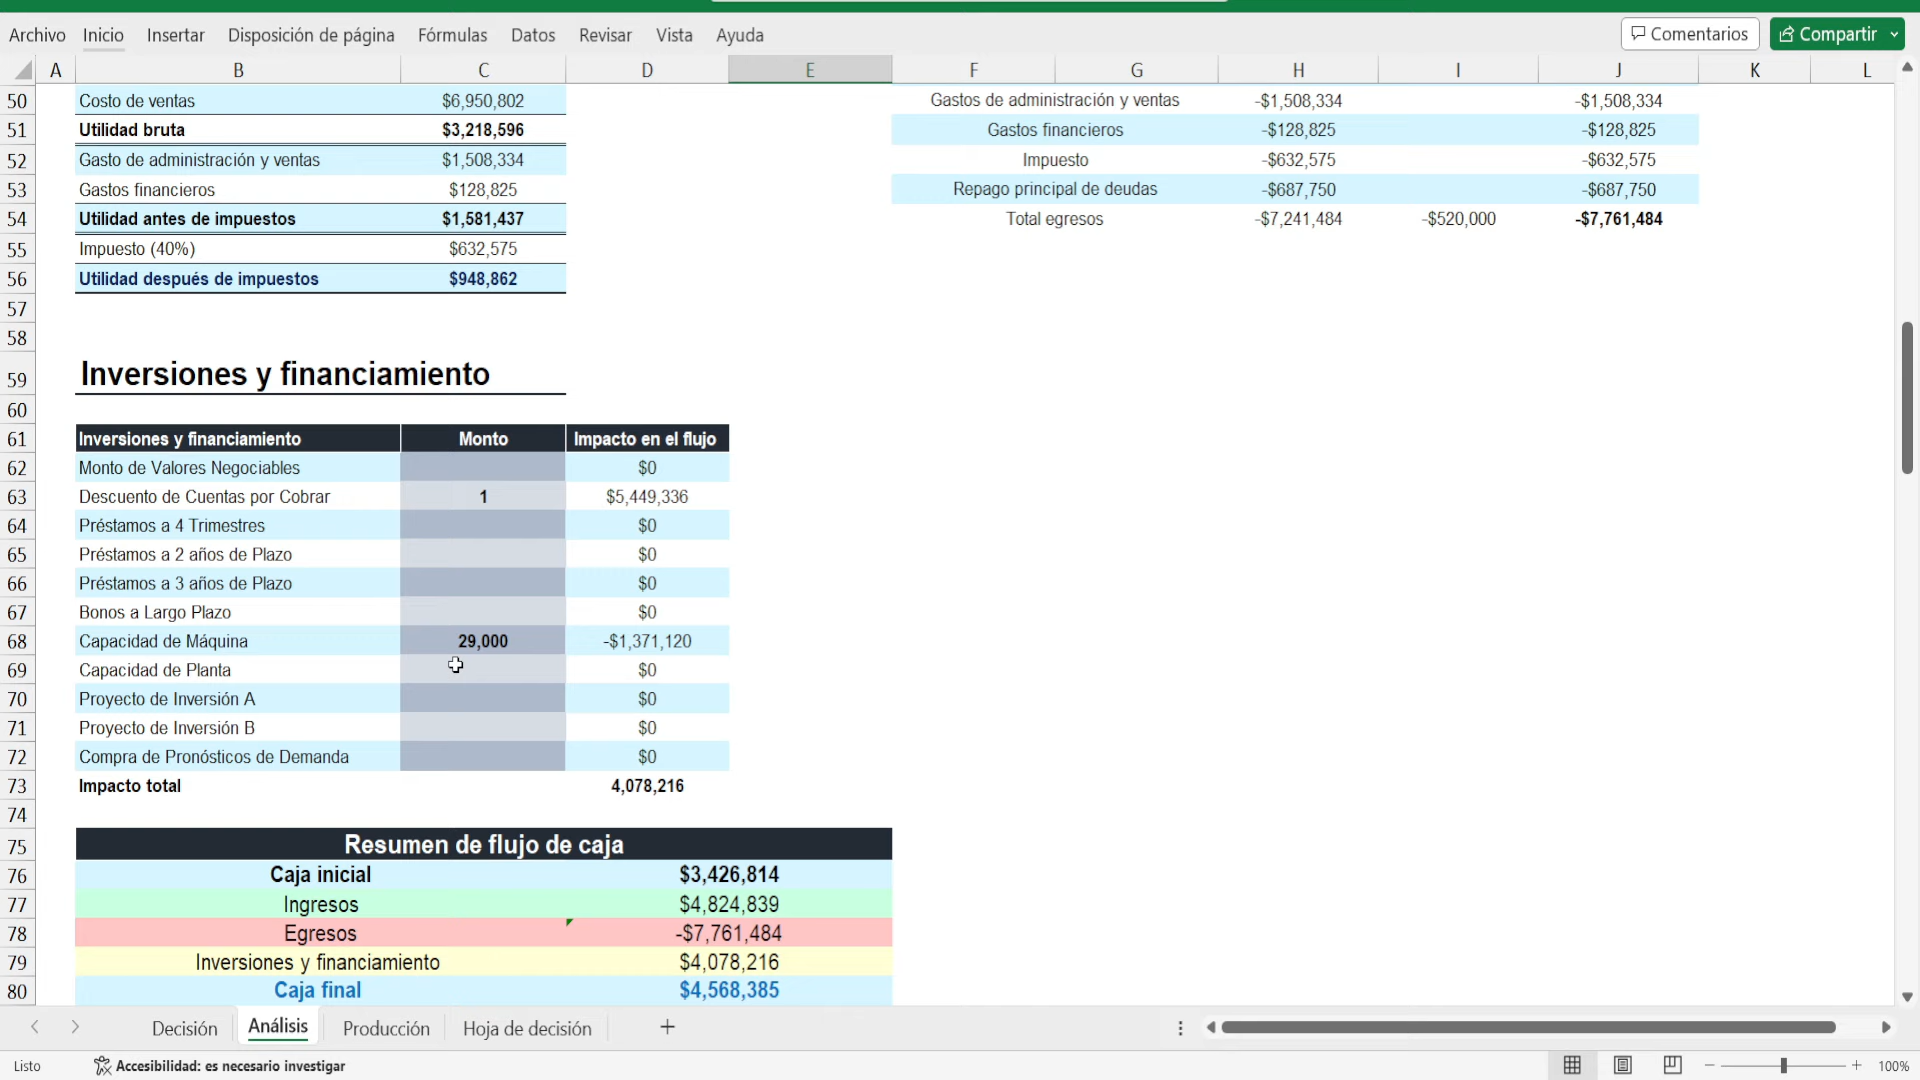 Archivo Inicio Insertar Disposición de página Fórmulas Datos Revisar Vista Ayuda Comentarios Compartir
A B C D E F G H I J K L
50 Costo de ventas $6,950,802 Gastos de administración y ventas -$1,508,334 -$1,508,334
51 Utilidad bruta $3,218,596 Gastos financieros -$128,825 -$128,825
52 Gasto de administración y ventas $1,508,334 Impuesto -$632,575 -$632,575
53 Gastos financieros $128,825 Repago principal de deudas -$687,750 -$687,750
54 Utilidad antes de impuestos $1,581,437 Total egresos -$7,241,484 -$520,000 -$7,761,484
55 Impuesto (40%) $632,575
56 Utilidad después de impuestos $948,862
57
58
59 Inversiones y financiamiento
60
61 Inversiones y financiamiento Monto Impacto en el flujo
62 Monto de Valores Negociables $0
63 Descuento de Cuentas por Cobrar 1 $5,449,336
64 Préstamos a 4 Trimestres $0
65 Préstamos a 2 años de Plazo $0
66 Préstamos a 3 años de Plazo $0
67 Bonos a Largo Plazo $0
68 Capacidad de Máquina 29,000 -$1,371,120
69 Capacidad de Planta $0
70 Proyecto de Inversión A $0
71 Proyecto de Inversión B $0
72 Compra de Pronósticos de Demanda $0
73 Impacto total 4,078,216
74
75 Resumen de flujo de caja
76 Caja inicial $3,426,814
77 Ingresos $4,824,839
78 Egresos -$7,761,484
79 Inversiones y financiamiento $4,078,216
80 Caja final $4,568,385
Decisión Análisis Producción Hoja de decisión +
Listo Accesibilidad: es necesario investigar 100%